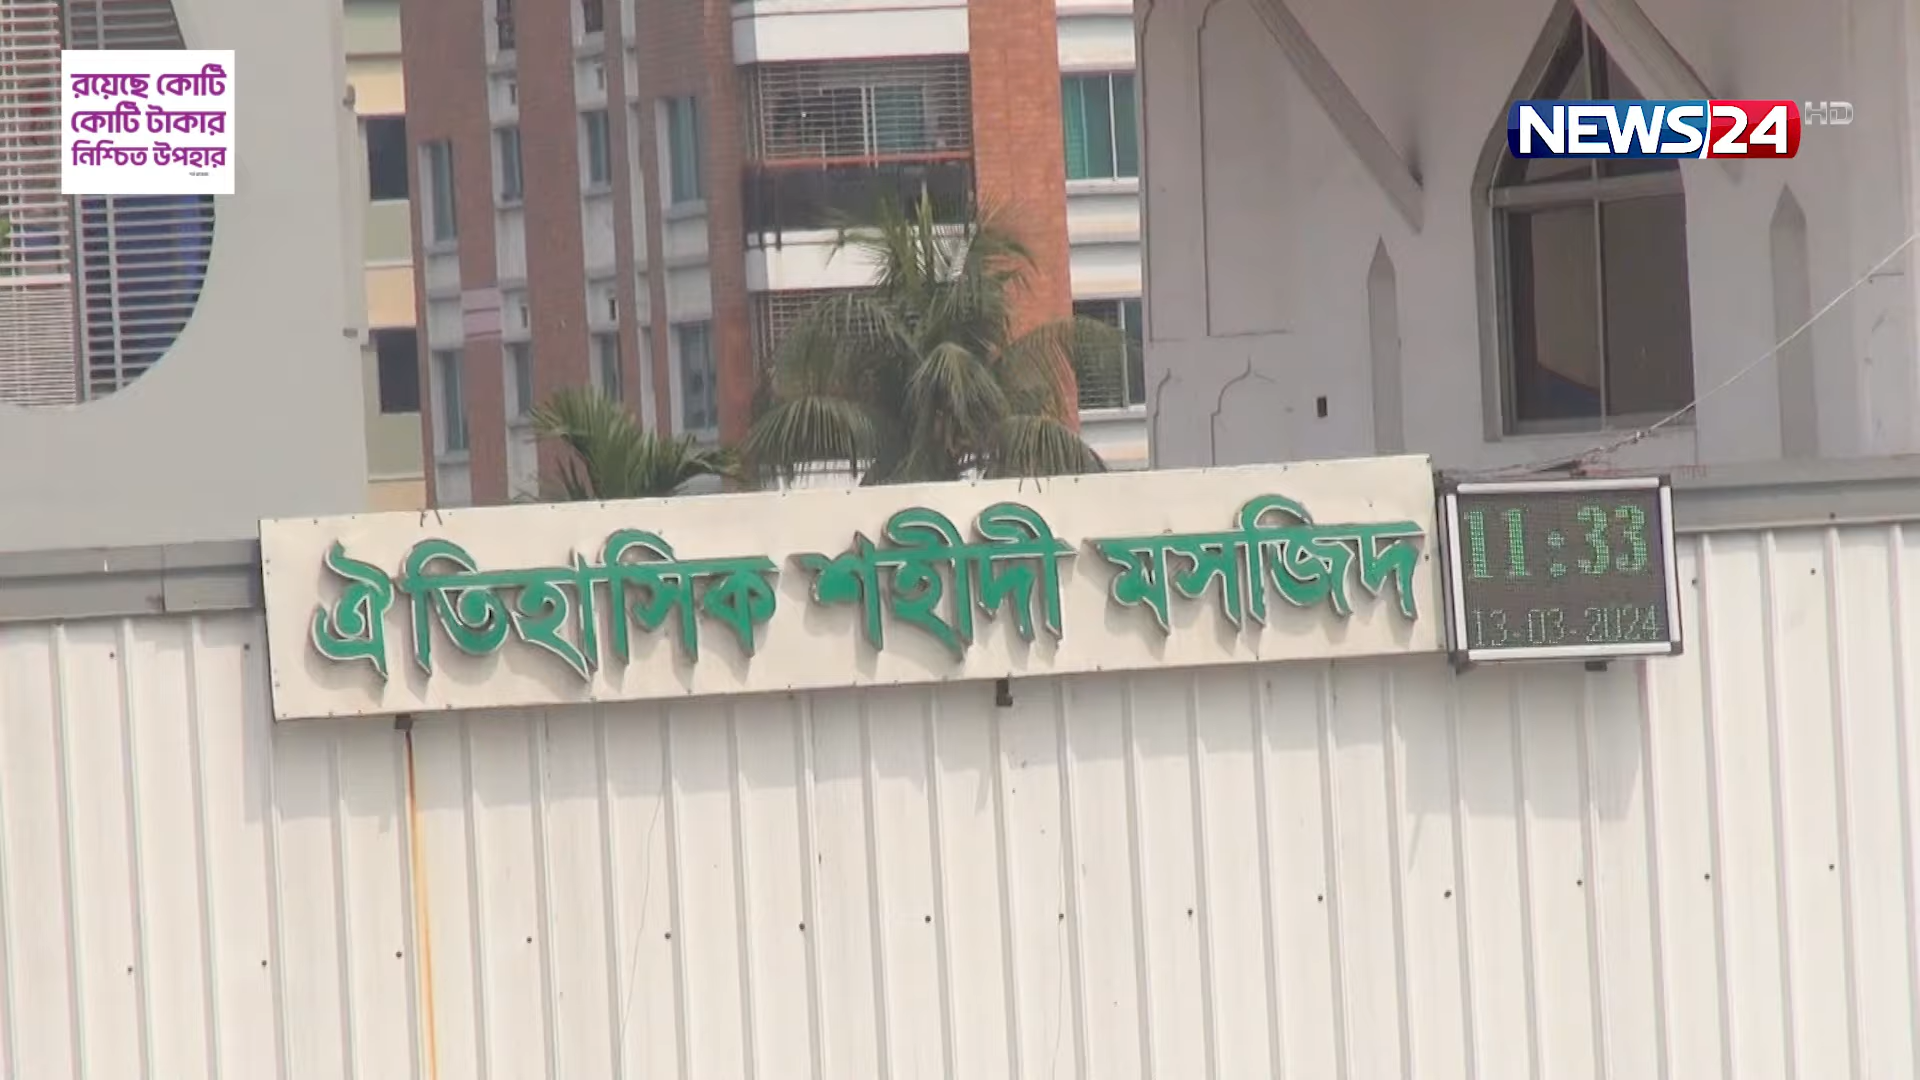 রয়েছে কোটি
কোটি টাকার
নিশ্চিত উপহার
NEWS24 HD
ঐতিহাসিক শহীদী মসজিদ
11:33
13-03-2024